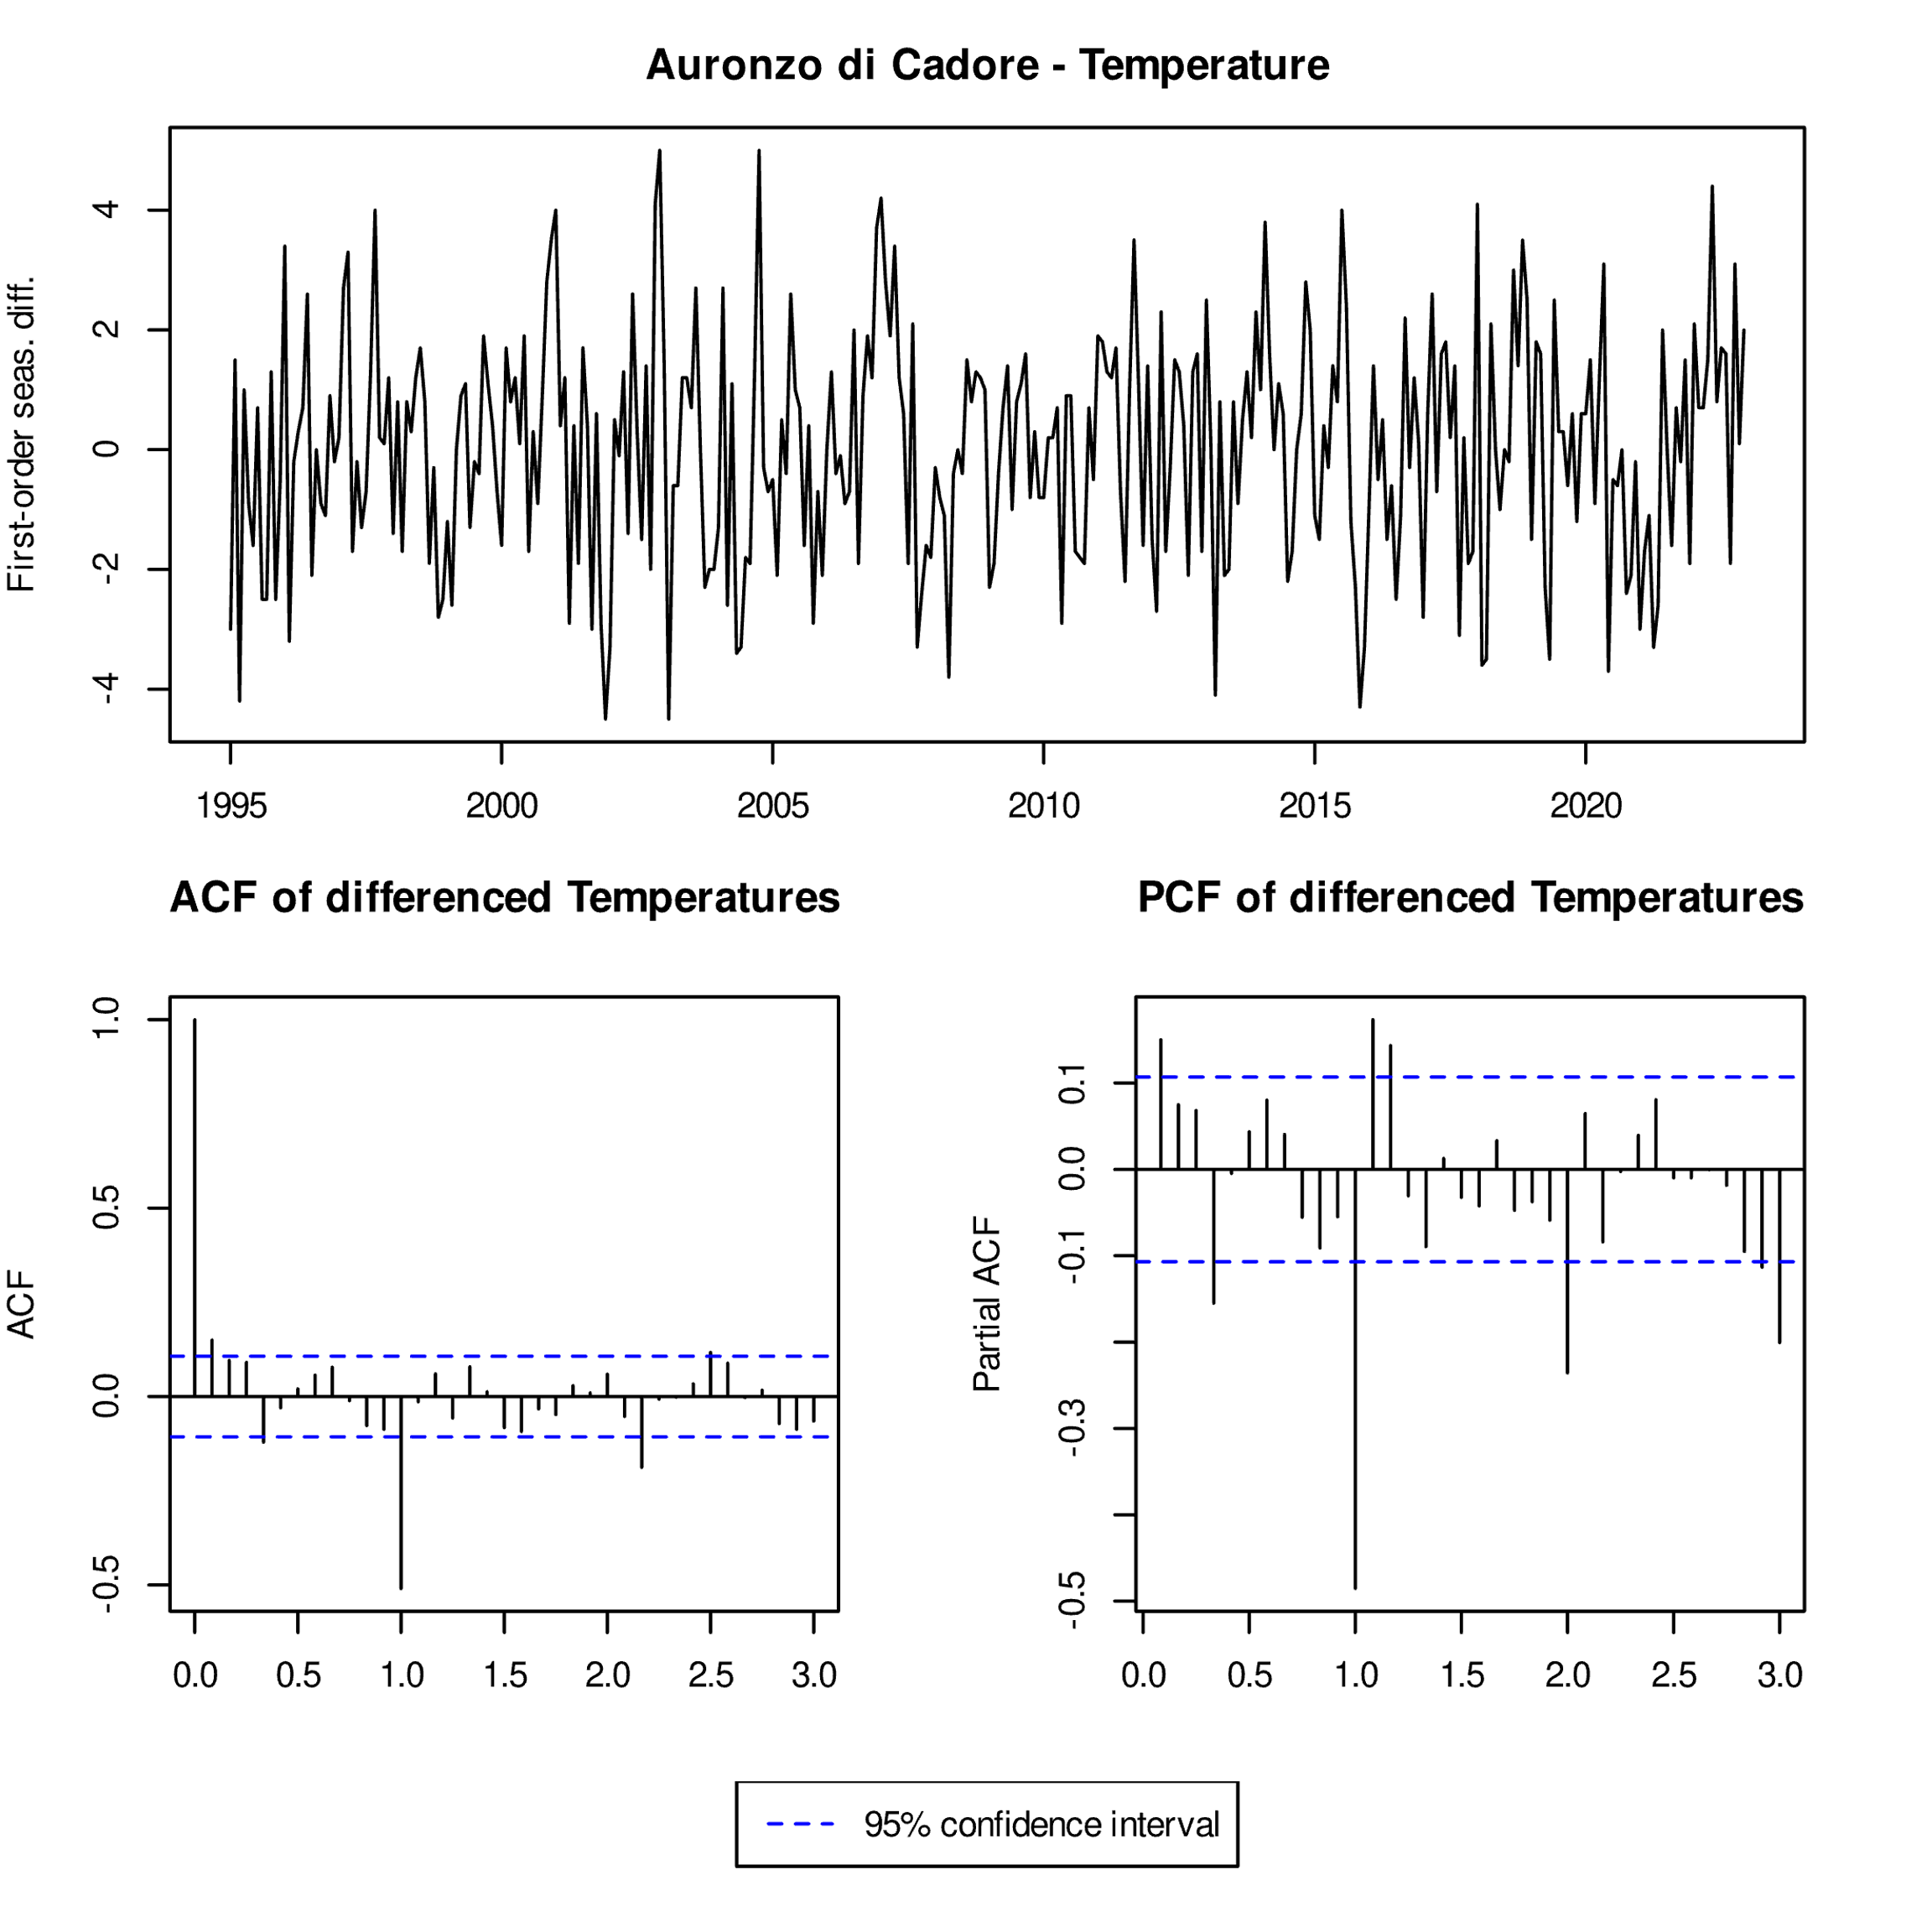 Auronzo di Cadore - Temperature
First-order seas. diff.
4
2
0
-2
-4
1995 2000 2005 2010 2015 2020
ACF of differenced Temperatures
ACF
1.0
0.5
0.0
-0.5
0.0 0.5 1.0 1.5 2.0 2.5 3.0
PCF of differenced Temperatures
Partial ACF
0.1
0.0
-0.1
-0.3
-0.5
0.0 0.5 1.0 1.5 2.0 2.5 3.0
95% confidence interval